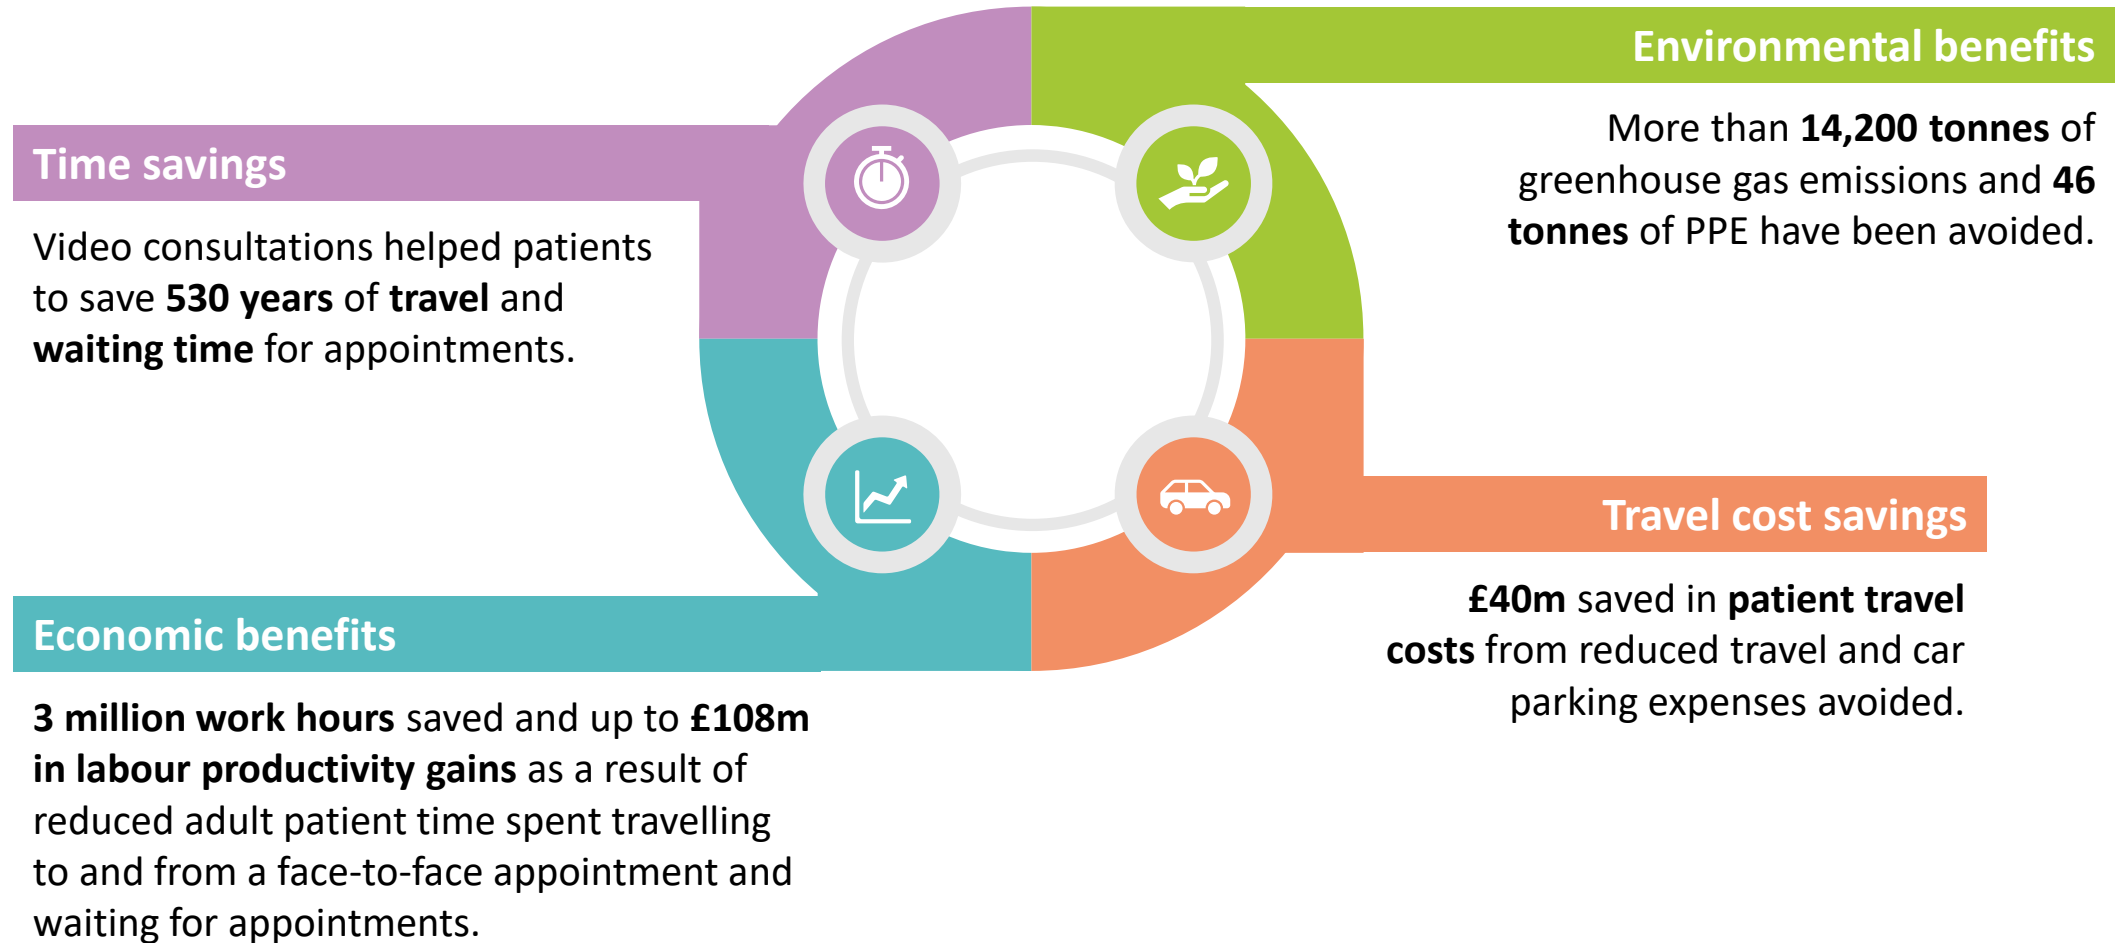 Time savings
Video consultations helped patients
to save 530 years of travel and
waiting time for appointments.
Environmental benefits
More than 14,200 tonnes of
greenhouse gas emissions and 46
tonnes of PPE have been avoided.
Economic benefits
3 million work hours saved and up to £108m
in labour productivity gains as a result of
reduced adult patient time spent travelling
to and from a face-to-face appointment and
waiting for appointments.
Travel cost savings
£40m saved in patient travel
costs from reduced travel and car
parking expenses avoided.